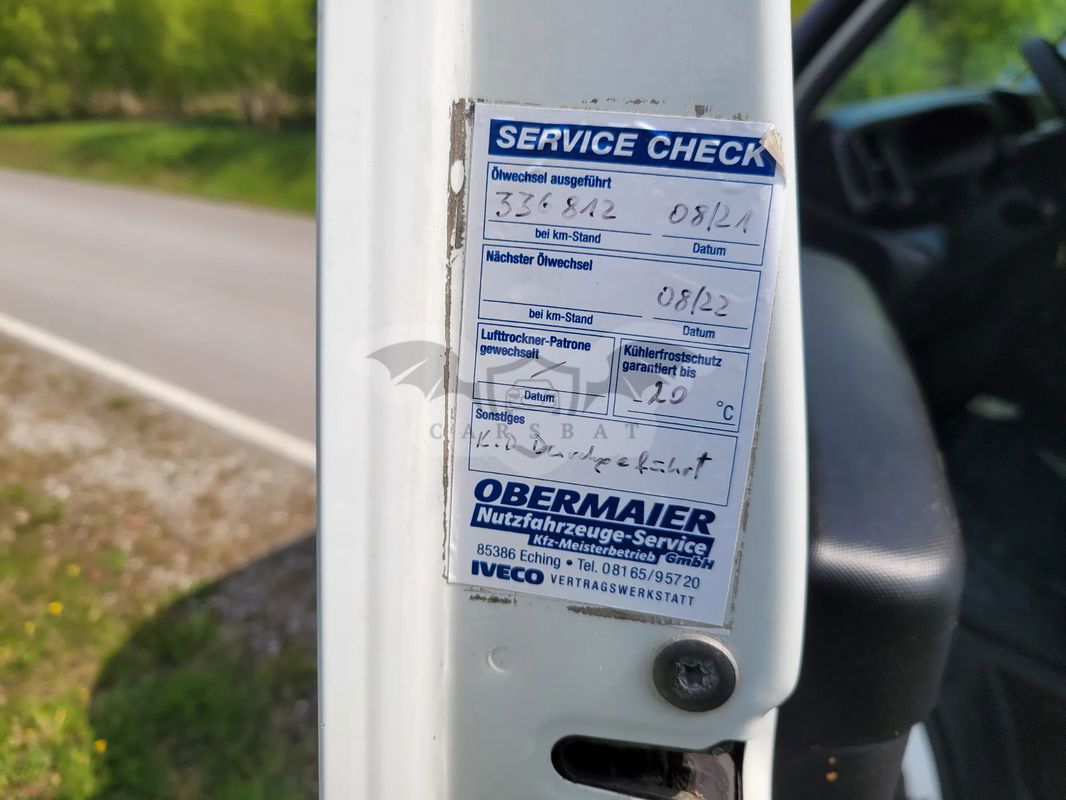 SERVICE CHECK
Ölwechsel ausgeführt
336 812 08/21
bei km-Stand Datum
Nächster Ölwechsel
08/22
bei km-Stand Datum
Lufttrockner-Patrone
gewechselt
Datum
Kühlerfrostschutz
garantiert bis
-20 °C
Sonstiges
K.D Durchgeführt
CARSBAT
OBERMAIER
Nutzfahrzeuge-Service
Kfz-Meisterbetrieb GmbH
85386 Eching • Tel. 08165/95720
IVECO VERTRAGSWERKSTATT